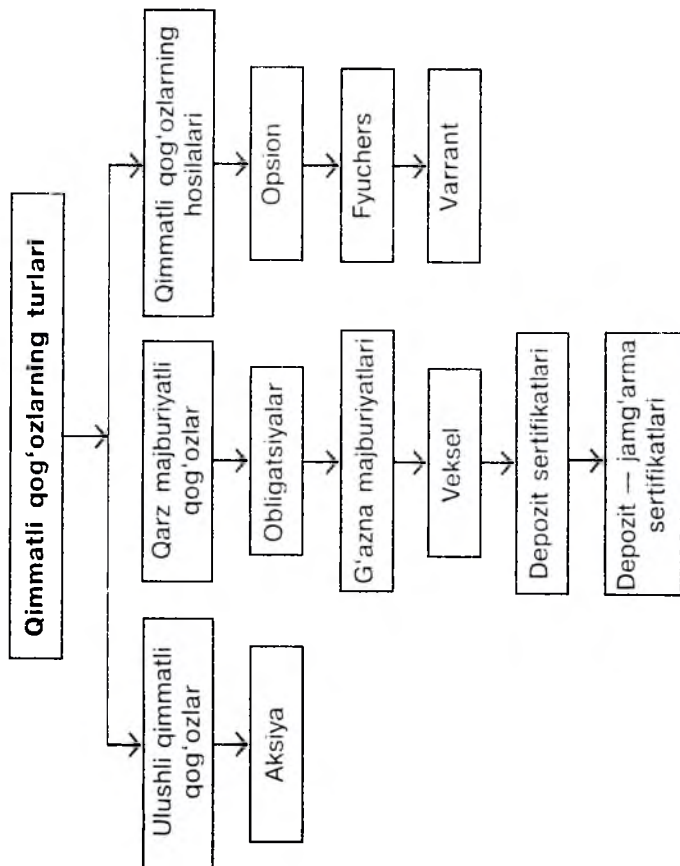 Qimmatli qog‘ozlarning turlari
Ulushli qimmatli
qog‘ozlar
Aksiya
Qarz majburiyatli
qog‘ozlar
Obligatsiyalar
G‘azna majburiyatlari
Veksel
Depozit sertifikatlari
Depozit — jamg‘arma
sertifikatlari
Qimmatli qog‘ozlarning
hosilalari
Opsion
Fyuchers
Varrant